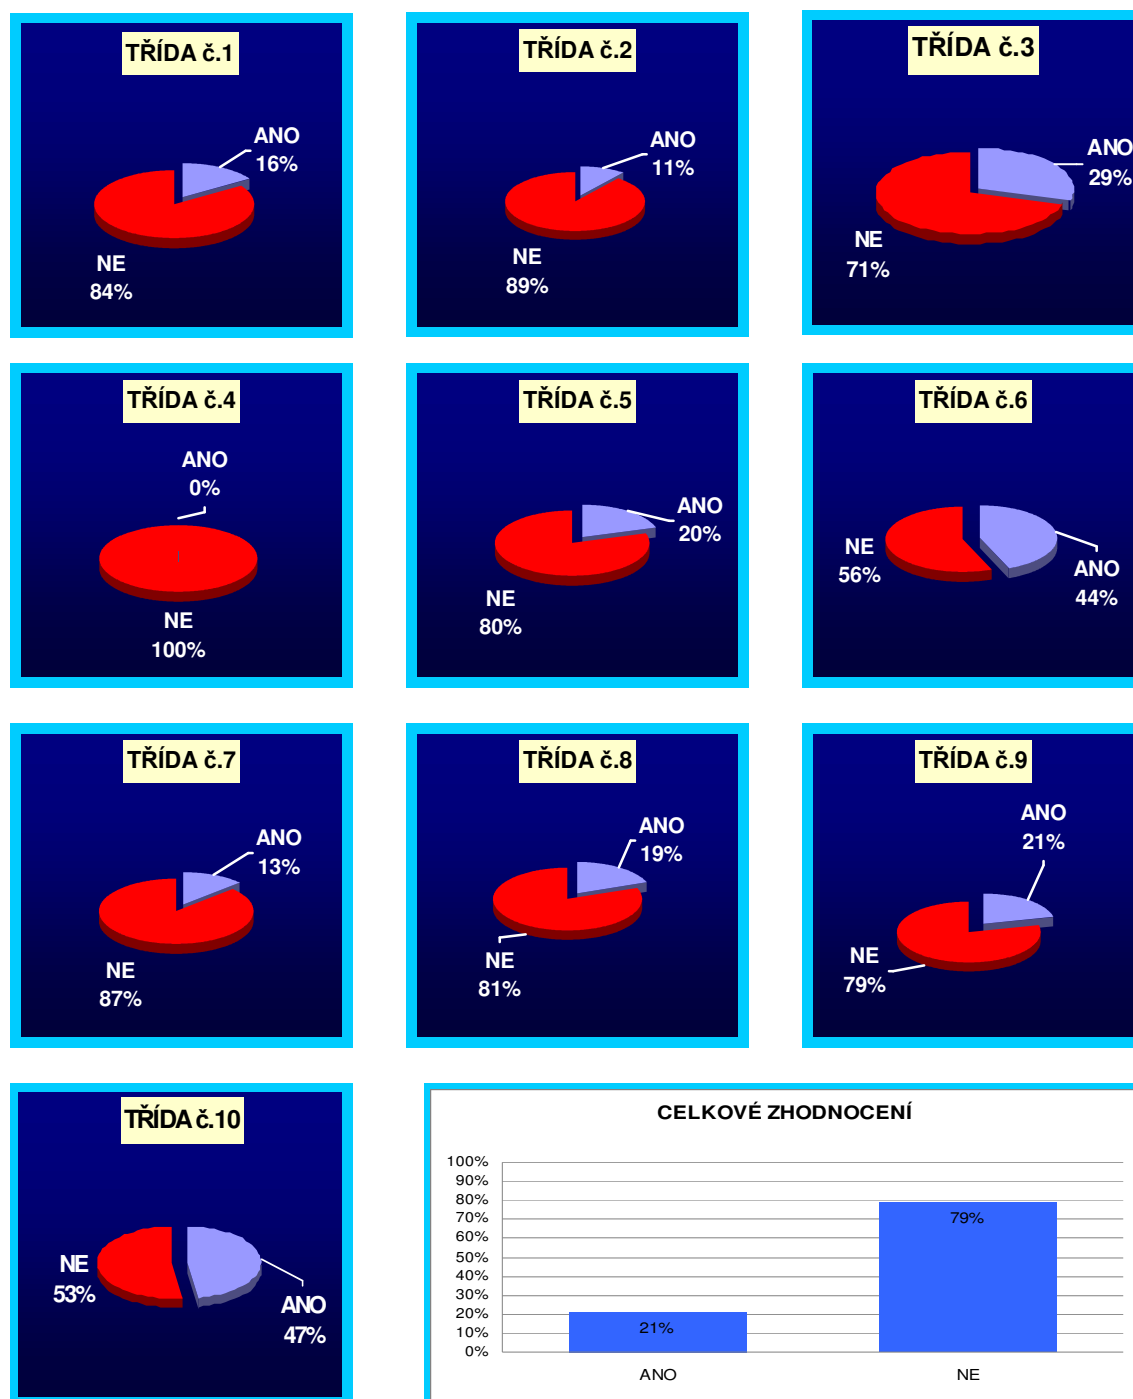 TŘÍDA č.1
ANO
16%
NE
84%
TŘÍDA č.2
ANO
11%
NE
89%
TŘÍDA č.3
ANO
29%
NE
71%
TŘÍDA č.4
ANO
0%
NE
100%
TŘÍDA č.5
ANO
20%
NE
80%
TŘÍDA č.6
NE
56%
ANO
44%
TŘÍDA č.7
ANO
13%
NE
87%
TŘÍDA č.8
ANO
19%
NE
81%
TŘÍDA č.9
ANO
21%
NE
79%
TŘÍDA č.10
NE
53%
ANO
47%
CELKOVÉ ZHODNOCENÍ
100%
90%
80%
70%
60%
50%
40%
30%
20%
10%
0%
21%
79%
ANO
NE